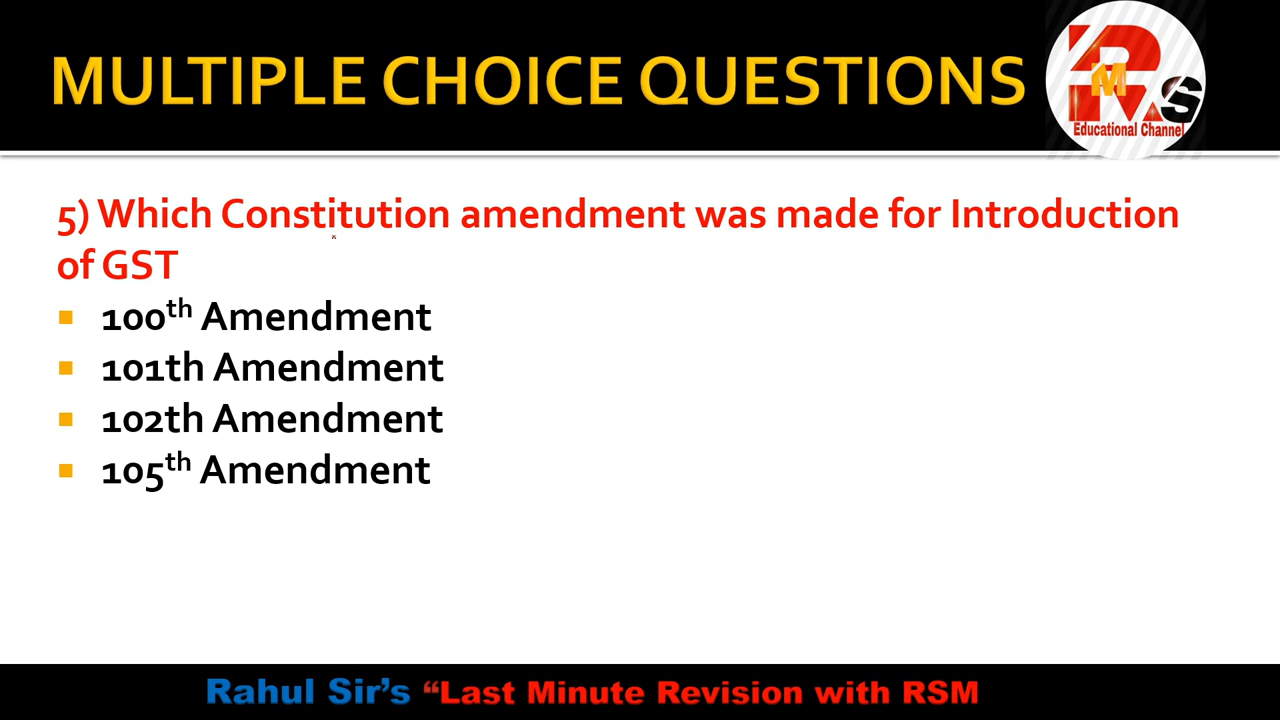 MULTIPLE CHOICE QUESTIONS
RMS
Educational Channel
5) Which Constitution amendment was made for Introduction
of GST
100th Amendment
101th Amendment
102th Amendment
105th Amendment
Rahul Sir's “Last Minute Revision with RSM